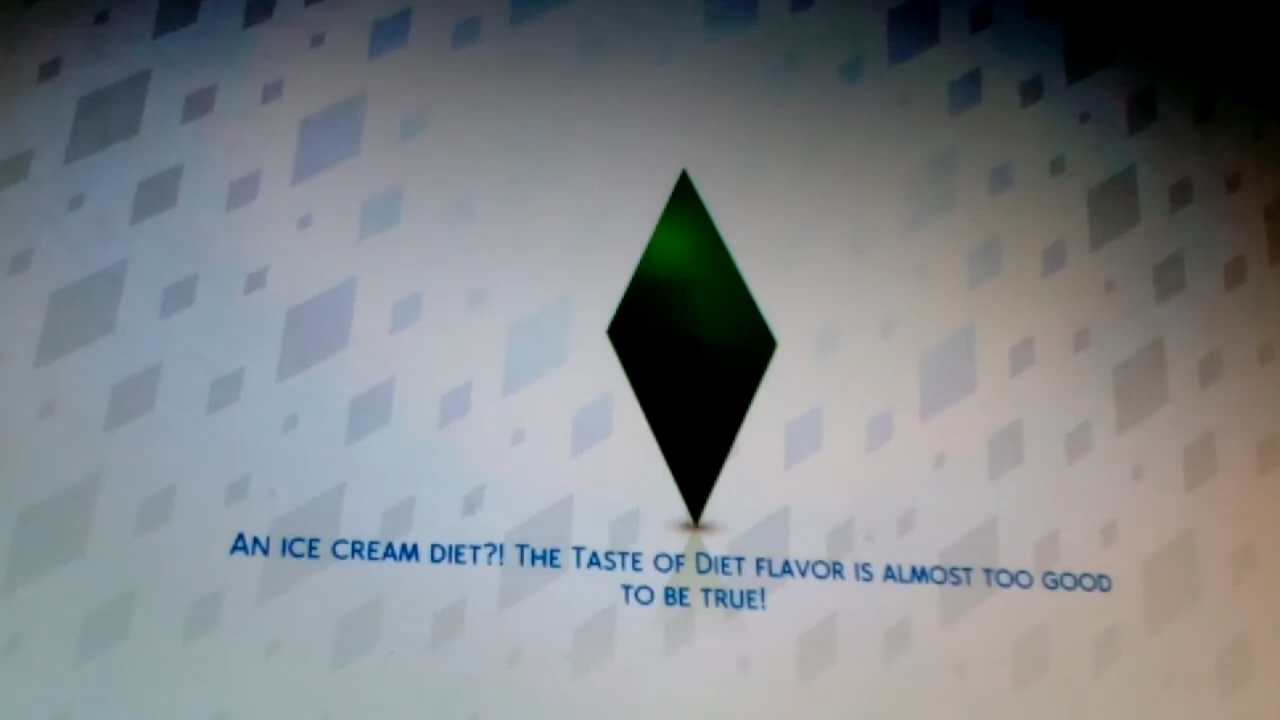 An ice cream diet?! The Taste of Diet flavor is almost too good
to be true!